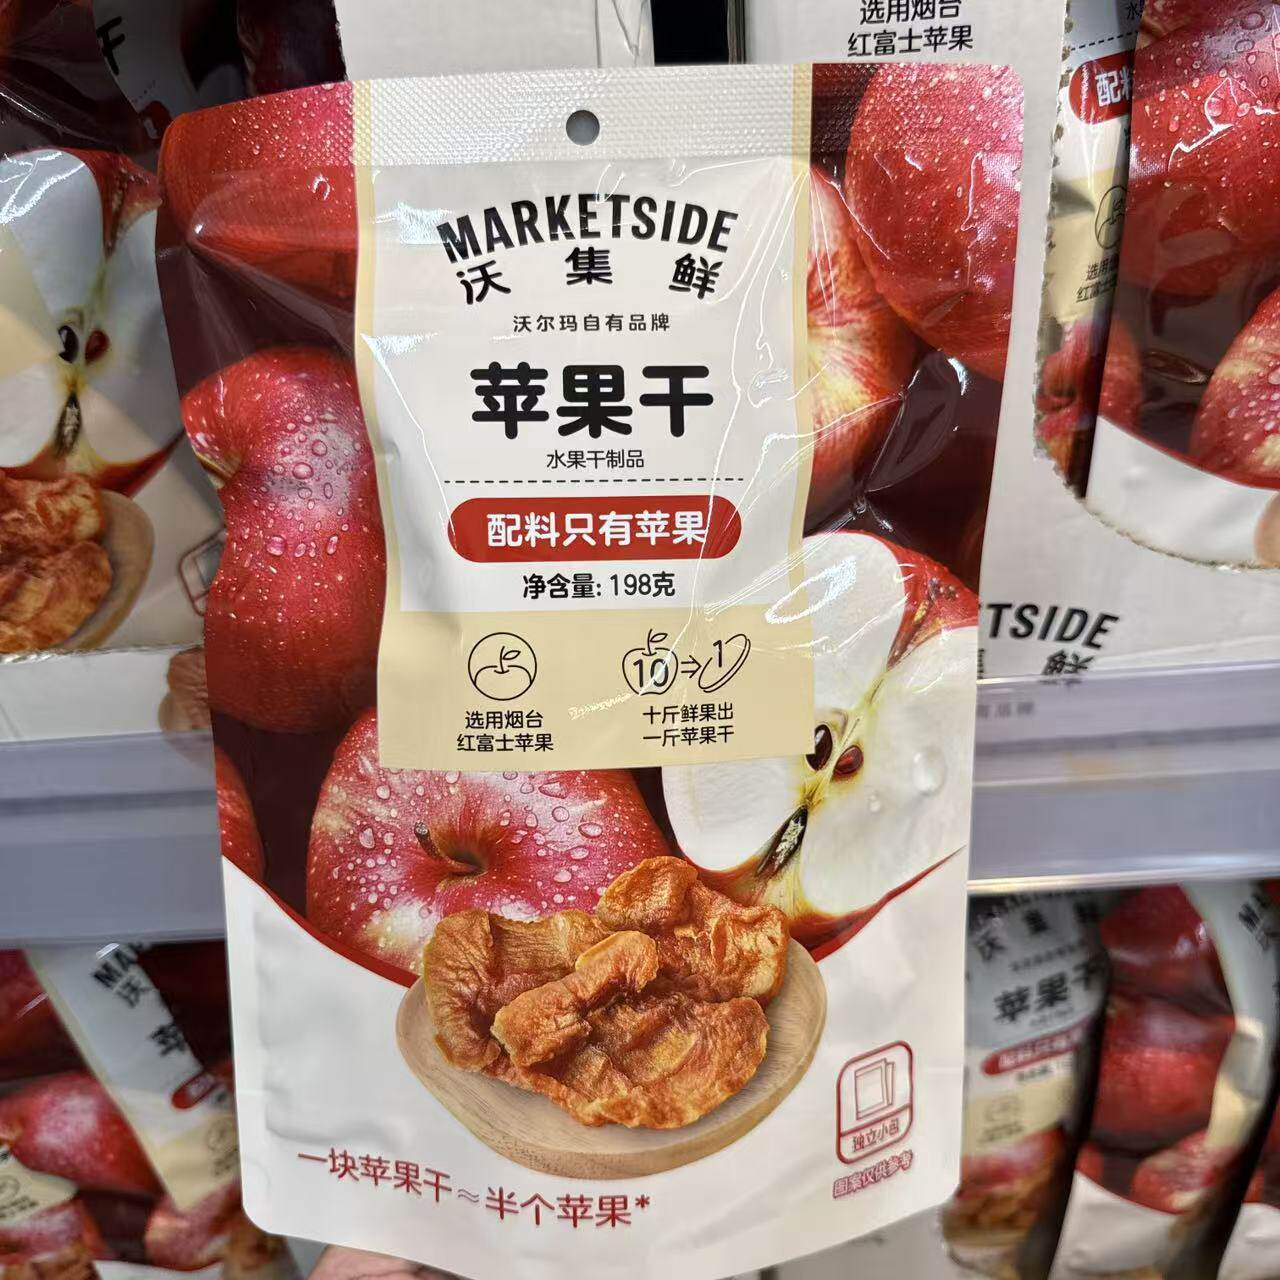 选用烟台
红富士苹果
MARKETSIDE
沃集鲜
沃尔玛自有品牌
苹果干
水果干制品
配料只有苹果
净含量: 198克
10→1
选用烟台
红富士苹果
十斤鲜果出
一斤苹果干
一块苹果干≈半个苹果*
独立小包
图案仅供参考
配料
选用
红富士
TSIDE
鲜
沃集
苹果干